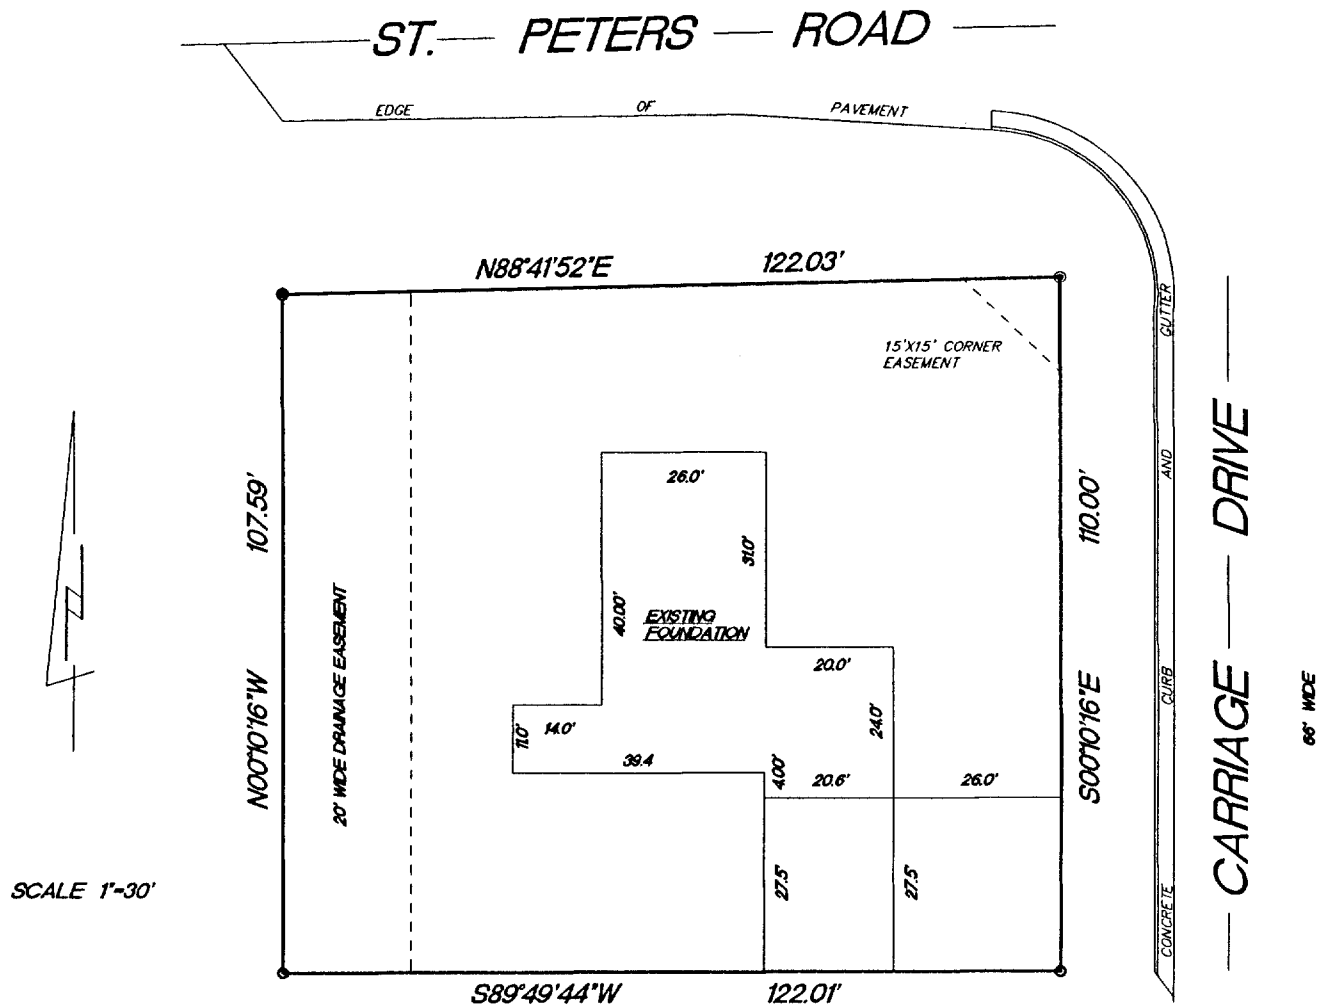 ST. PETERS ROAD
EDGE OF PAVEMENT
N88°41'52"E 122.03'
15'X15' CORNER
EASEMENT
107.59'
N00°10'16"W
20' WIDE DRAINAGE EASEMENT
26.0'
31.0'
40.00'
EXISTING
FOUNDATION
20.0'
24.0'
14.0'
11.0'
39.4
4.00'
20.6'
26.0'
27.5'
27.5'
110.00'
S00°10'16"E
CONCRETE CURB AND GUTTER
CARRIAGE DRIVE
66' WIDE
SCALE 1"=30'
S89°49'44"W 122.01'